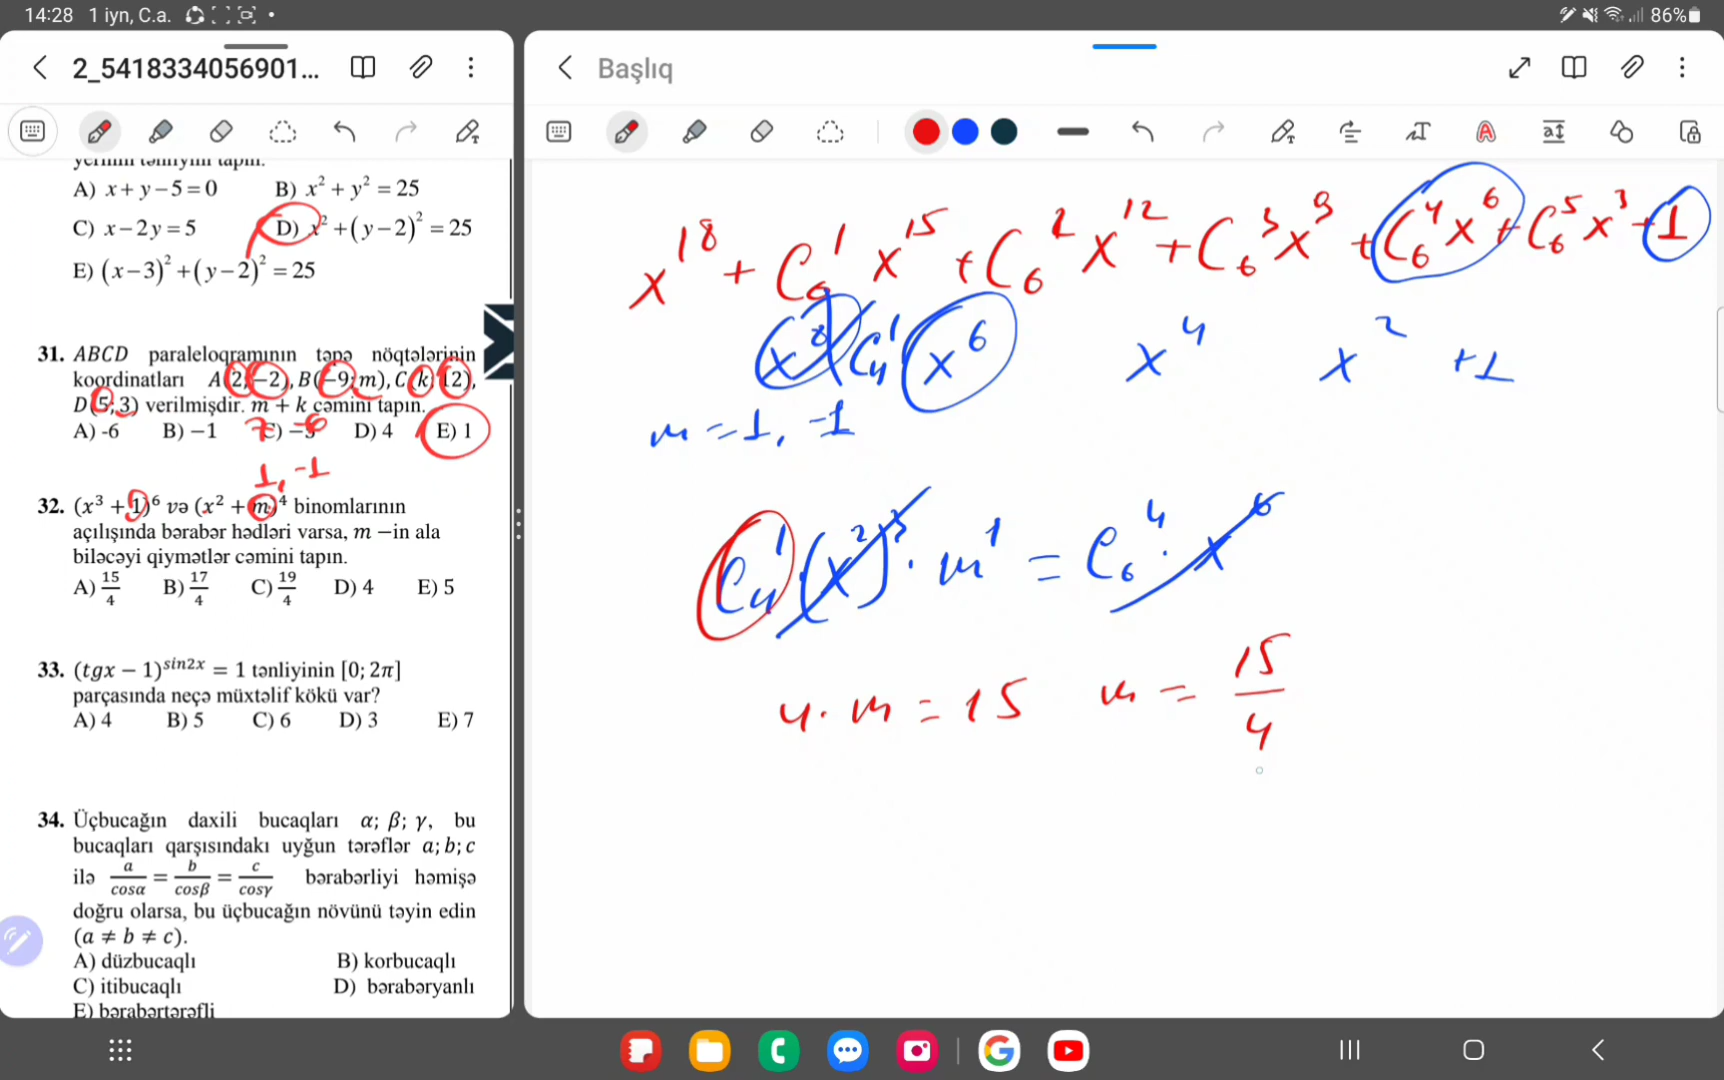 14:28 1 iyn, C.a. 86%
2_5418334056901...
yerinin tənliyini tapın.
A) x + y − 5 = 0 B) x² + y² = 25
C) x − 2y = 5 D) x² + (y − 2)² = 25
E) (x − 3)² + (y − 2)² = 25
31. ABCD paraleloqramının təpə nöqtələrinin
koordinatları A(2; −2), B(−9; m), C(k; 12),
D(5; 3) verilmişdir. m + k cəmini tapın.
A) -6 B) −1 C) −5 D) 4 E) 1
7 −6
1, −1
32. (x³ + 1)⁶ və (x² + m)⁴ binomlarının
açılışında bərabər hədləri varsa, m −in ala
biləcəyi qiymətlər cəmini tapın.
A) 15/4 B) 17/4 C) 19/4 D) 4 E) 5
33. (tgx − 1)^sin2x = 1 tənliyinin [0; 2π]
parçasında neçə müxtəlif kökü var?
A) 4 B) 5 C) 6 D) 3 E) 7
34. Üçbucağın daxili bucaqları α; β; γ, bu
bucaqları qarşısındakı uyğun tərəflər a; b; c
ilə a/cosα = b/cosβ = c/cosγ bərabərliyi həmişə
doğru olarsa, bu üçbucağın növünü təyin edin
(a ≠ b ≠ c).
A) düzbucaqlı B) korbucaqlı
C) itibucaqlı D) bərabəryanlı
E) bərabərtərəfli
Başlıq
x¹⁸ + C₆¹ x¹⁵ + C₆² x¹² + C₆³ x⁹ + C₆⁴ x⁶ + C₆⁵ x³ + 1
x⁸ C₄¹ x⁶ x⁴ x² +1
m = 1, −1
C₄¹ (x²)³ · m¹ = C₆⁴ · x⁶
4 · m = 15 m = 15/4